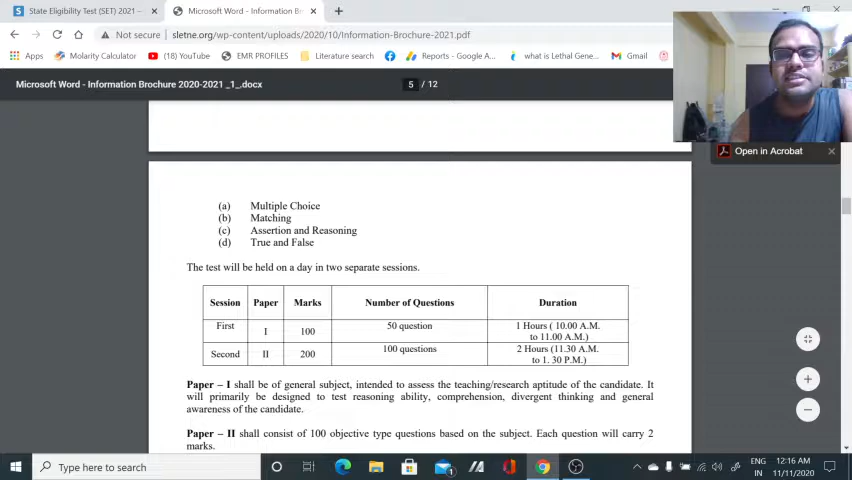 State Eligibility Test (SET) 2021 –
Microsoft Word - Information Br
Not secure | sletne.org/wp-content/uploads/2020/10/Information-Brochure-2021.pdf
Apps Molarity Calculator (18) YouTube EMR PROFILES Literature search Reports - Google A... what is Lethal Gene... Gmail
Microsoft Word - Information Brochure 2020-2021 _1_.docx 5 / 12
Open in Acrobat
(a) Multiple Choice
(b) Matching
(c) Assertion and Reasoning
(d) True and False
The test will be held on a day in two separate sessions.
Session Paper Marks Number of Questions Duration
First I 100 50 question 1 Hours ( 10.00 A.M.
to 11.00 A.M.)
Second II 200 100 questions 2 Hours (11.30 A.M.
to 1. 30 P.M.)
Paper – I shall be of general subject, intended to assess the teaching/research aptitude of the candidate. It
will primarily be designed to test reasoning ability, comprehension, divergent thinking and general
awareness of the candidate.
Paper – II shall consist of 100 objective type questions based on the subject. Each question will carry 2
marks.
Type here to search
ENG 12:16 AM
IN 11/11/2020